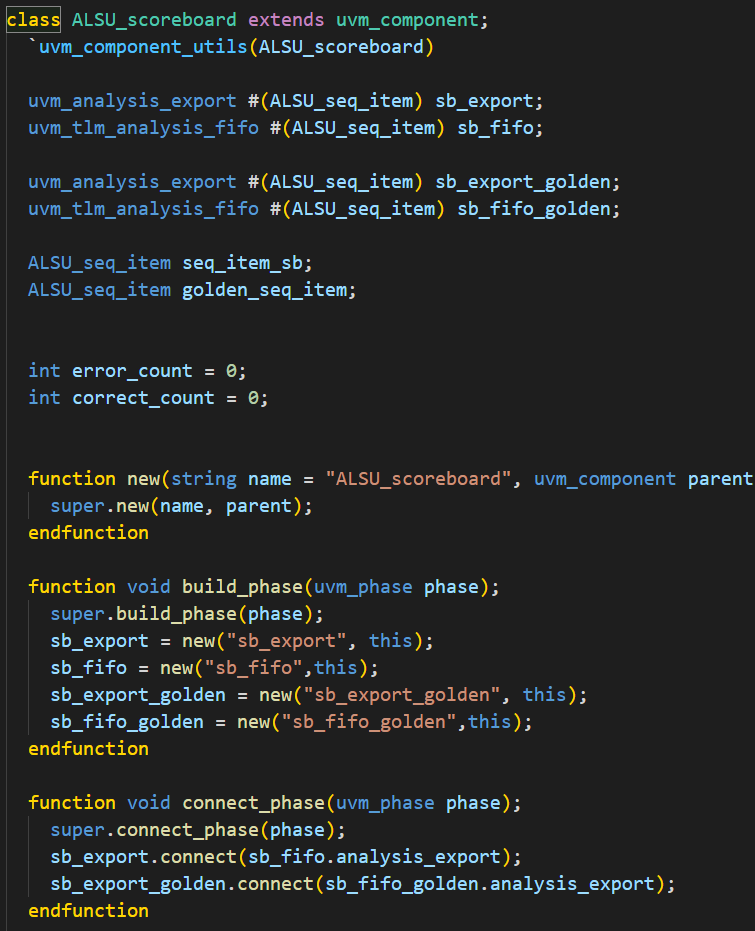 class ALSU_scoreboard extends uvm_component;
`uvm_component_utils(ALSU_scoreboard)
uvm_analysis_export #(ALSU_seq_item) sb_export;
uvm_tlm_analysis_fifo #(ALSU_seq_item) sb_fifo;
uvm_analysis_export #(ALSU_seq_item) sb_export_golden;
uvm_tlm_analysis_fifo #(ALSU_seq_item) sb_fifo_golden;
ALSU_seq_item seq_item_sb;
ALSU_seq_item golden_seq_item;
int error_count = 0;
int correct_count = 0;
function new(string name = "ALSU_scoreboard", uvm_component parent
super.new(name, parent);
endfunction
function void build_phase(uvm_phase phase);
super.build_phase(phase);
sb_export = new("sb_export", this);
sb_fifo = new("sb_fifo",this);
sb_export_golden = new("sb_export_golden", this);
sb_fifo_golden = new("sb_fifo_golden",this);
endfunction
function void connect_phase(uvm_phase phase);
super.connect_phase(phase);
sb_export.connect(sb_fifo.analysis_export);
sb_export_golden.connect(sb_fifo_golden.analysis_export);
endfunction